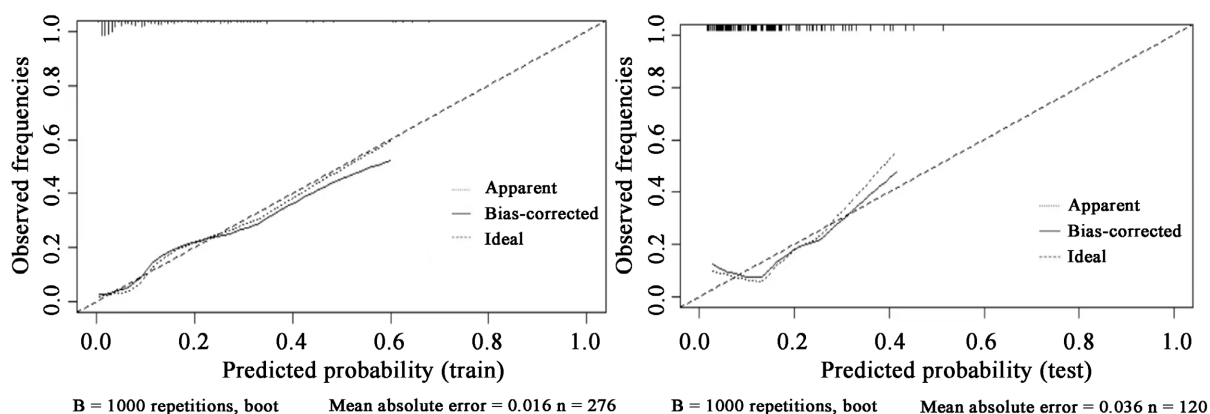 Observed frequencies
0.0 0.2 0.4 0.6 0.8 1.0
Apparent
Bias-corrected
Ideal
0.0 0.2 0.4 0.6 0.8 1.0
Predicted probability (train)
B = 1000 repetitions, boot Mean absolute error = 0.016 n = 276
Observed frequencies
0.0 0.2 0.4 0.6 0.8 1.0
Apparent
Bias-corrected
Ideal
0.0 0.2 0.4 0.6 0.8 1.0
Predicted probability (test)
B = 1000 repetitions, boot Mean absolute error = 0.036 n = 120